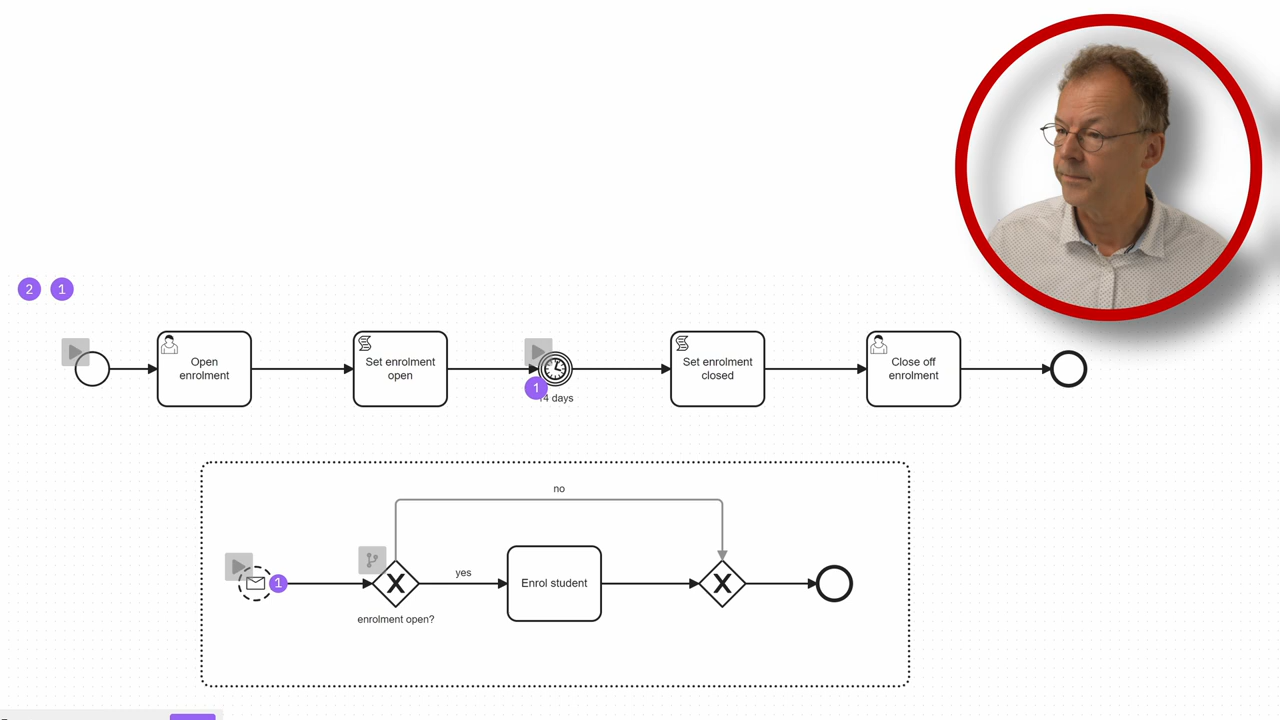 2 1
Open
enrolment
Set enrolment
open
1
4 days
Set enrolment
closed
Close off
enrolment
no
1
X
yes
Enrol student
X
enrolment open?